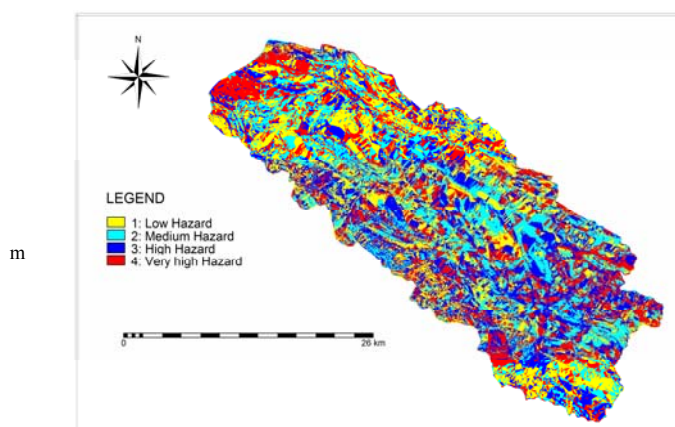 N
LEGEND
1: Low Hazard
2: Medium Hazard
3: High Hazard
4: Very high Hazard
m
0 26 km